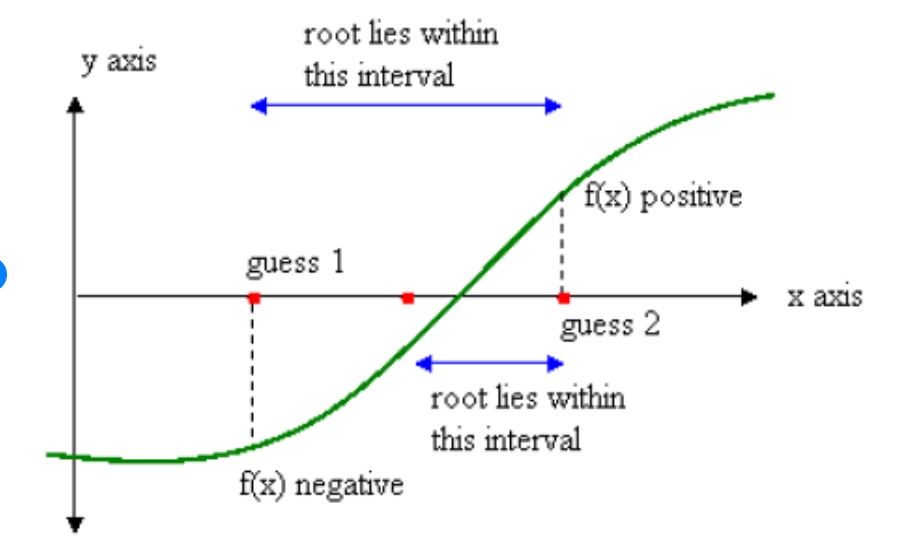 root lies within
this interval
y axis
f(x) positive
guess 1
x axis
guess 2
root lies within
this interval
f(x) negative